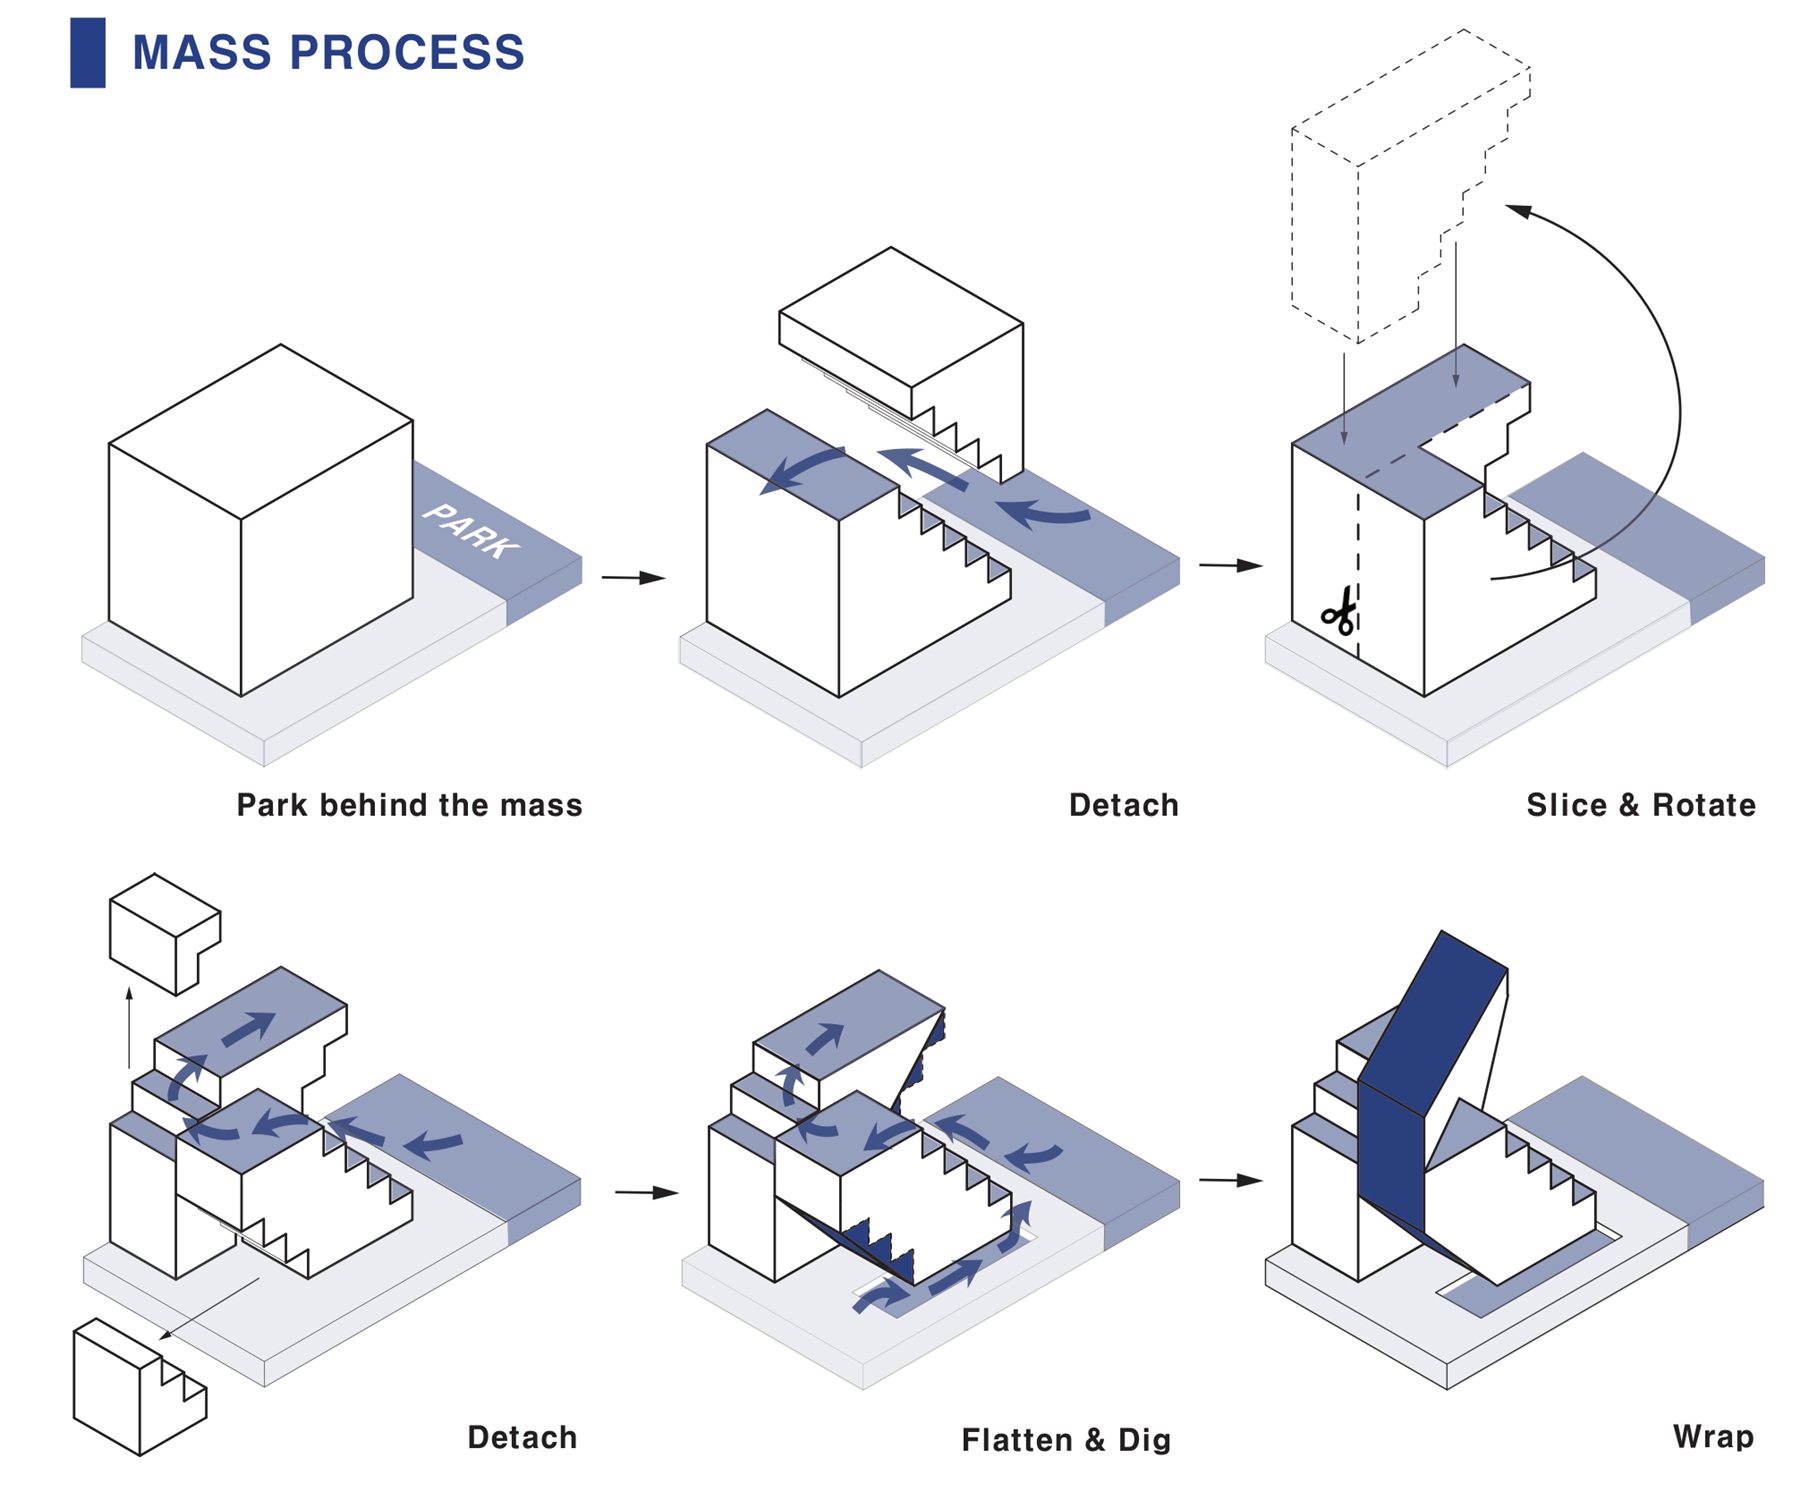 MASS PROCESS
PARK
Park behind the mass
Detach
Slice & Rotate
Detach
Flatten & Dig
Wrap